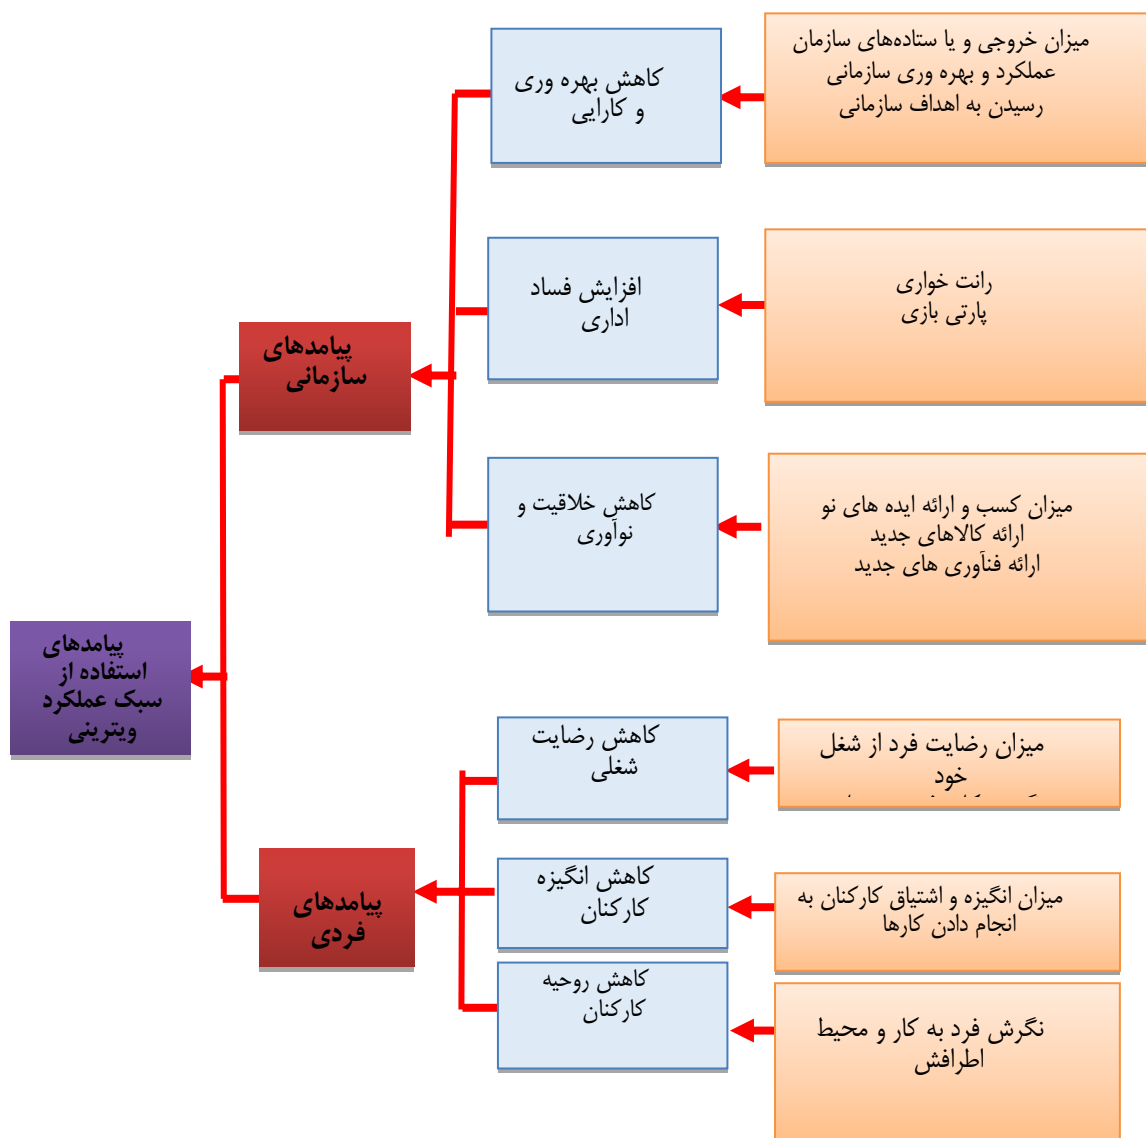 میزان خروجی و یا ستاده‌های سازمان
عملکرد و بهره وری سازمانی
رسیدن به اهداف سازمانی
کاهش بهره وری
و کارایی
رانت خواری
پارتی بازی
افزایش فساد
اداری
میزان کسب و ارائه ایده های نو
ارائه کالاهای جدید
ارائه فنآوری های جدید
کاهش خلاقیت و
نوآوری
پیامدهای
سازمانی
پیامدهای
استفاده از
سبک عملکرد
ویترینی
میزان رضایت فرد از شغل
خود
کاهش رضایت
شغلی
میزان انگیزه و اشتیاق کارکنان به
انجام دادن کارها
کاهش انگیزه
کارکنان
نگرش فرد به کار و محیط
اطرافش
کاهش روحیه
کارکنان
پیامدهای
فردی